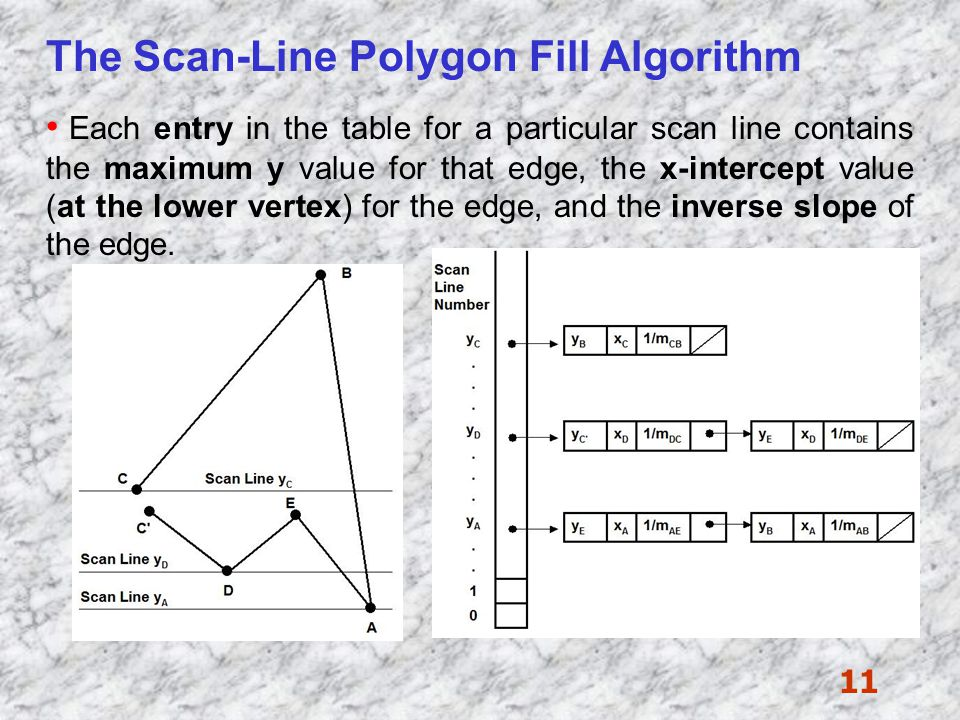 The Scan-Line Polygon Fill Algorithm
• Each entry in the table for a particular scan line contains
the maximum y value for that edge, the x-intercept value
(at the lower vertex) for the edge, and the inverse slope of
the edge.
B
C
Scan Line yC
C'
E
Scan Line yD
D
Scan Line yA
A
Scan
Line
Number
yC
yB xC 1/mCB
.
.
.
yD
yC' xD 1/mDC
yE xD 1/mDE
.
.
.
yA
yE xA 1/mAE
yB xA 1/mAB
.
.
1
0
11